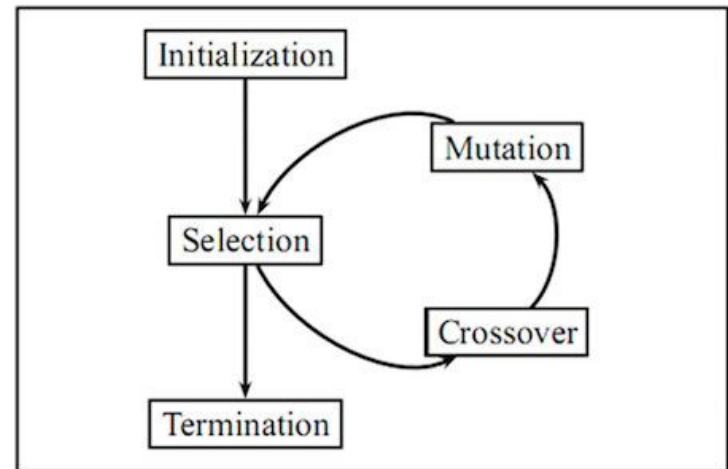 Initialization
Mutation
Selection
Crossover
Termination